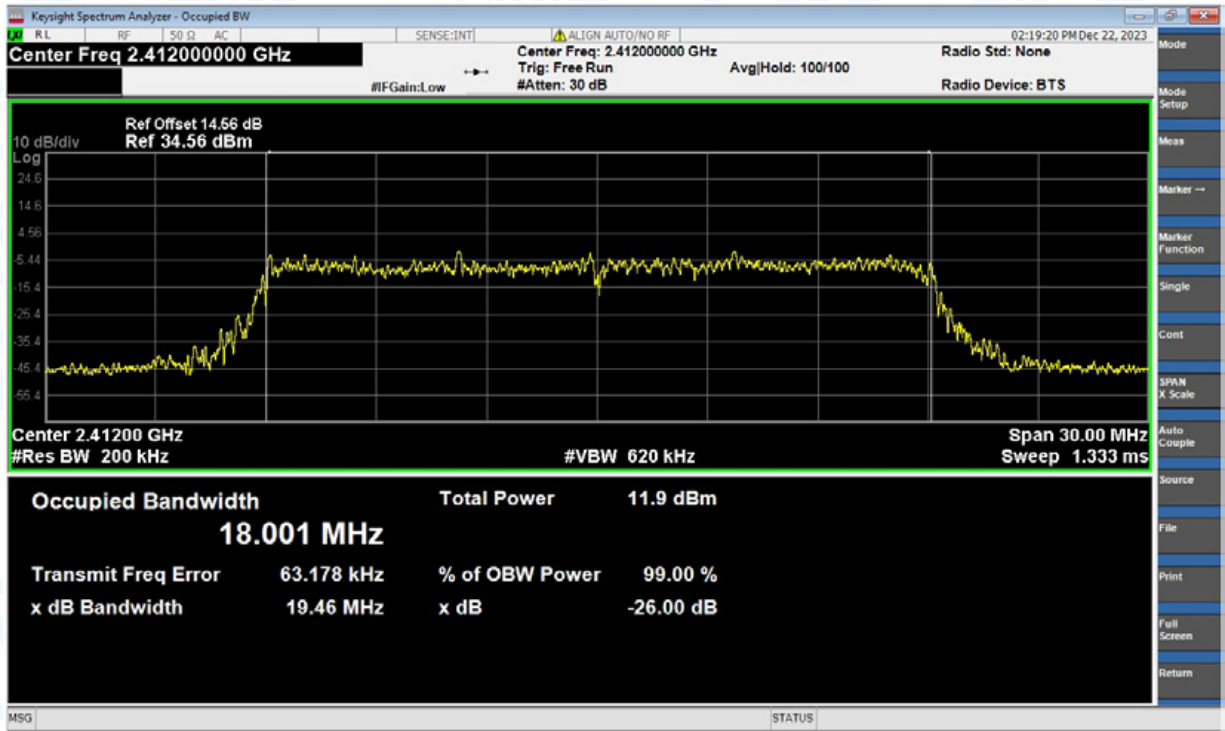 Keysight Spectrum Analyzer - Occupied BW
RL RF 50 Ω AC SENSE:INT ALIGN AUTO/NO RF 02:19:20 PM Dec 22, 2023
Center Freq 2.412000000 GHz
Center Freq: 2.412000000 GHz
Radio Std: None
Trig: Free Run Avg|Hold: 100/100
#IFGain:Low #Atten: 30 dB Radio Device: BTS
Ref Offset 14.56 dB
10 dB/div Ref 34.56 dBm
Log
24.6
14.6
4.56
-5.44
-15.4
-25.4
-35.4
-45.4
-55.4
Center 2.41200 GHz Span 30.00 MHz
#Res BW 200 kHz #VBW 620 kHz Sweep 1.333 ms
Occupied Bandwidth Total Power 11.9 dBm
18.001 MHz
Transmit Freq Error 63.178 kHz % of OBW Power 99.00 %
x dB Bandwidth 19.46 MHz x dB -26.00 dB
MSG STATUS
Mode
Mode
Setup
Meas
Marker →
Marker
Function
Single
Cont
SPAN
X Scale
Auto
Couple
Source
File
Print
Full
Screen
Return